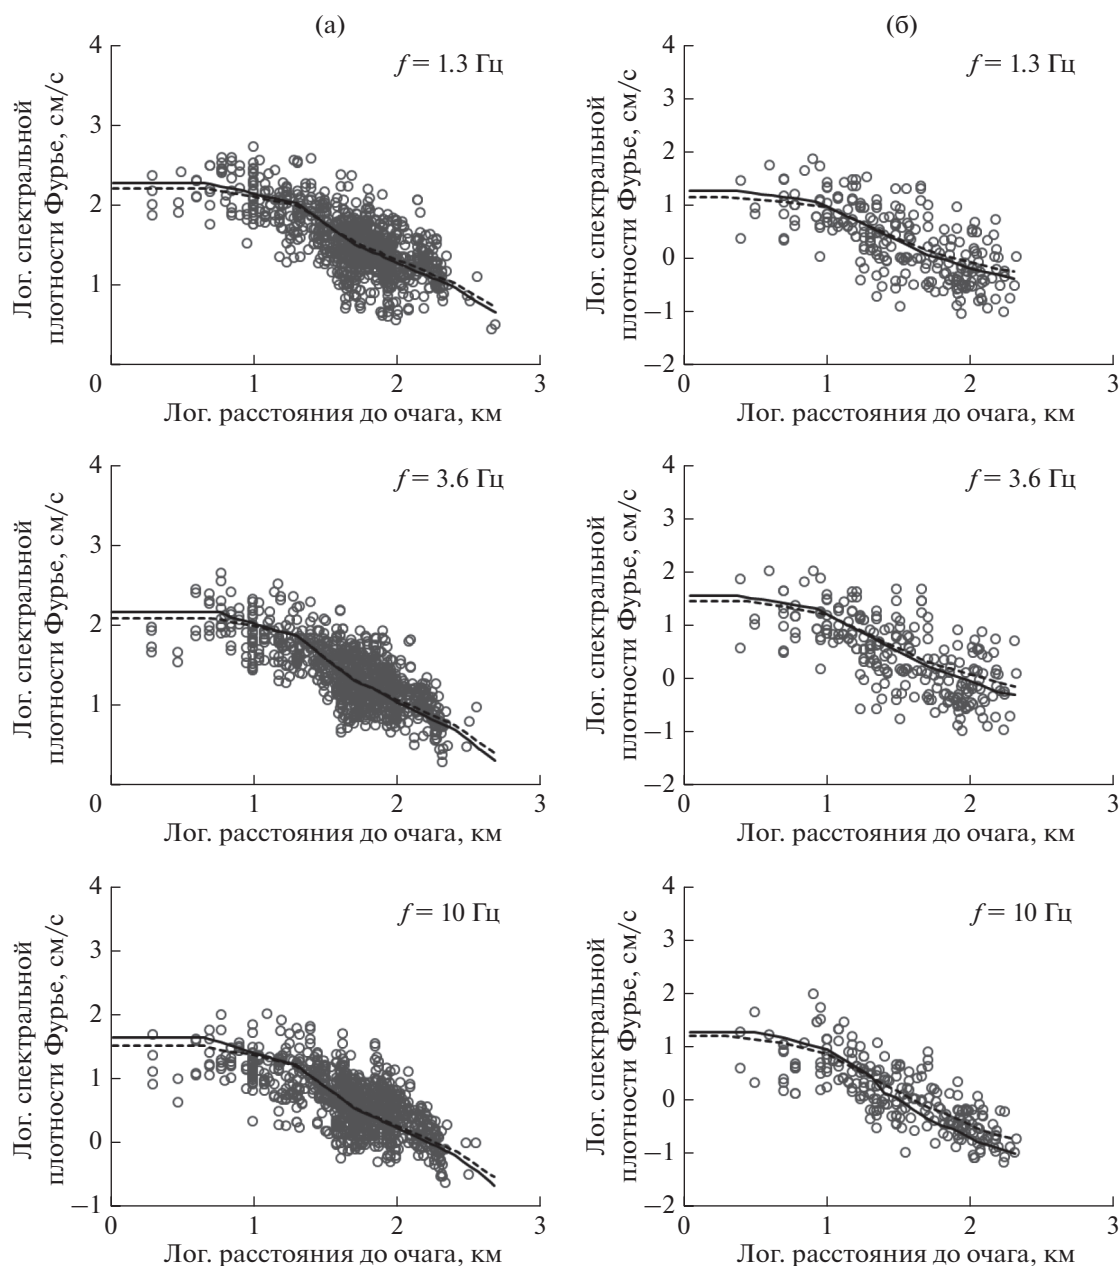 (а)
(б)
4
3
2
1
0
1
2
3
f = 1.3 Гц
Лог. спектральной
плотности Фурье, см/с
Лог. расстояния до очага, км
4
3
2
1
0
−1
−2
0
1
2
3
f = 1.3 Гц
Лог. спектральной
плотности Фурье, см/с
Лог. расстояния до очага, км
4
3
2
1
0
1
2
3
f = 3.6 Гц
Лог. спектральной
плотности Фурье, см/с
Лог. расстояния до очага, км
4
3
2
1
0
−1
−2
0
1
2
3
f = 3.6 Гц
Лог. спектральной
плотности Фурье, см/с
Лог. расстояния до очага, км
4
3
2
1
0
−1
0
1
2
3
f = 10 Гц
Лог. спектральной
плотности Фурье, см/с
Лог. расстояния до очага, км
4
3
2
1
0
−1
−2
0
1
2
3
f = 10 Гц
Лог. спектральной
плотности Фурье, см/с
Лог. расстояния до очага, км